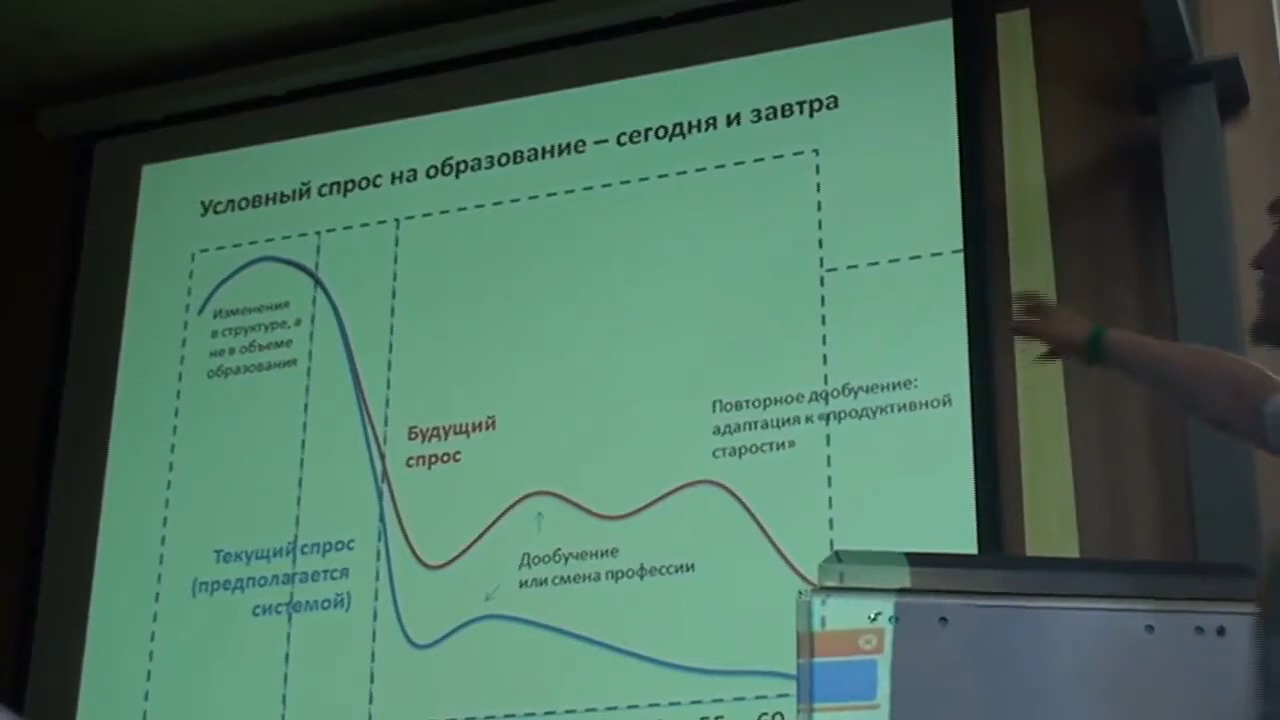 Условный спрос на образование – сегодня и завтра
Изменения
в структуре, а
не в объеме
образования
Будущий
спрос
Повторное дообучение:
адаптация к «продуктивной
старости»
Текущий спрос
(предполагается
системой)
Дообучение
или смена профессии
60